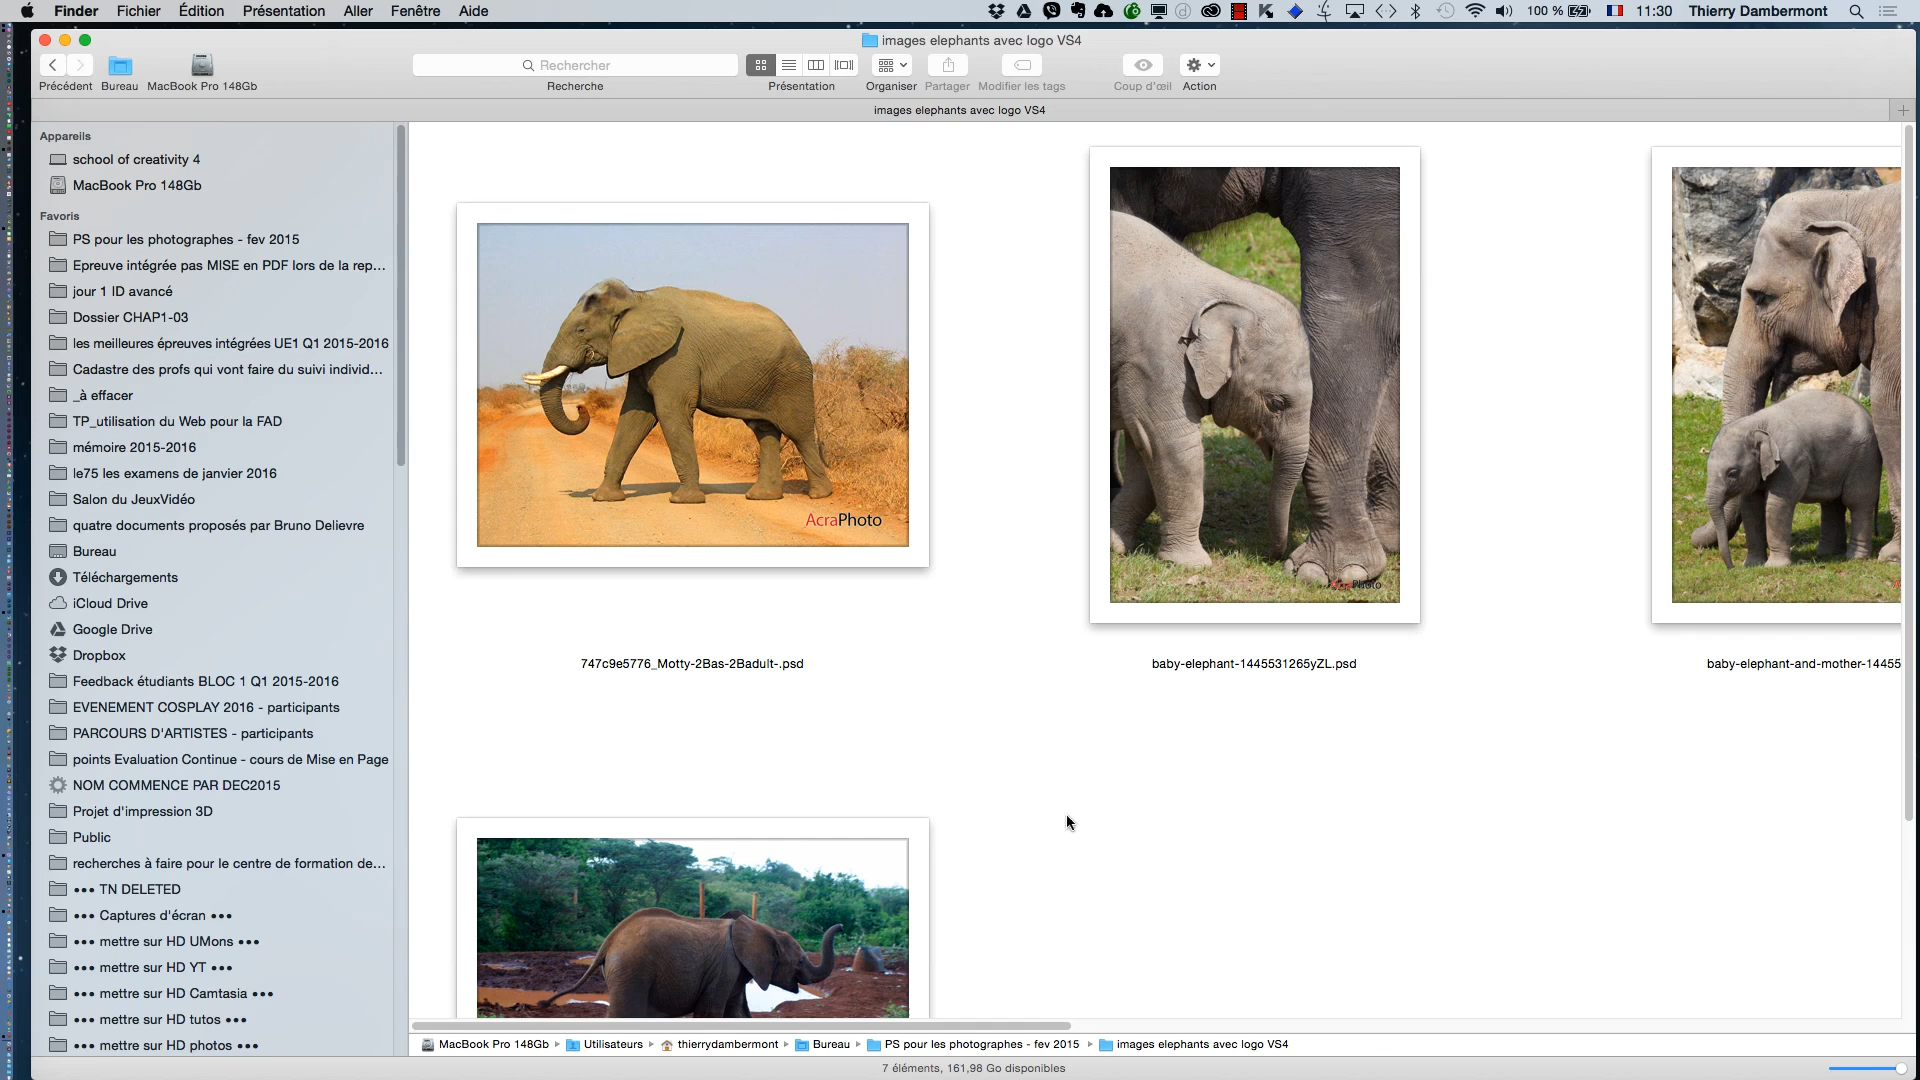 Finder Fichier Édition Présentation Aller Fenêtre Aide 100 % 11:30 Thierry Dambermont
images elephants avec logo VS4
Rechercher
Précédent Bureau MacBook Pro 148Gb Recherche Présentation Organiser Partager Modifier les tags Coup d'œil Action
images elephants avec logo VS4
Appareils
school of creativity 4
MacBook Pro 148Gb
Favoris
PS pour les photographes - fev 2015
Epreuve intégrée pas MISE en PDF lors de la rep...
jour 1 ID avancé
Dossier CHAP1-03
les meilleures épreuves intégrées UE1 Q1 2015-2016
Cadastre des profs qui vont faire du suivi individ...
_à effacer
TP_utilisation du Web pour la FAD
mémoire 2015-2016
le75 les examens de janvier 2016
Salon du JeuxVidéo
quatre documents proposés par Bruno Delievre
Bureau
Téléchargements
iCloud Drive
Google Drive
Dropbox
Feedback étudiants BLOC 1 Q1 2015-2016
EVENEMENT COSPLAY 2016 - participants
PARCOURS D'ARTISTES - participants
points Evaluation Continue - cours de Mise en Page
NOM COMMENCE PAR DEC2015
Projet d'impression 3D
Public
recherches à faire pour le centre de formation de...
••• TN DELETED
••• Captures d'écran •••
••• mettre sur HD UMons •••
••• mettre sur HD YT •••
••• mettre sur HD Camtasia •••
••• mettre sur HD tutos •••
••• mettre sur HD photos •••
AcraPhoto
AcraPhoto
747c9e5776_Motty-2Bas-2Badult-.psd
baby-elephant-1445531265yZL.psd
baby-elephant-and-mother-14455
MacBook Pro 148Gb Utilisateurs thierrydambermont Bureau PS pour les photographes - fev 2015 images elephants avec logo VS4
7 éléments, 161,98 Go disponibles